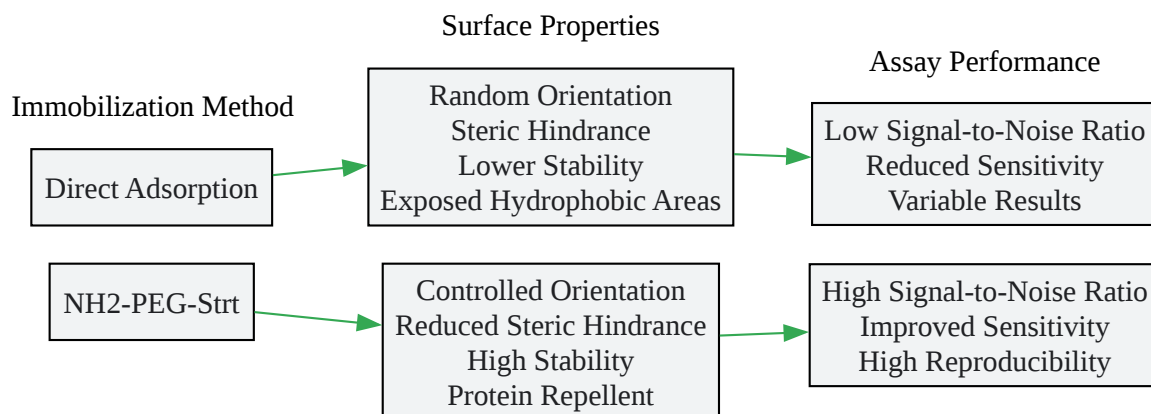 Surface Properties
Assay Performance
Immobilization Method
Random Orientation
Steric Hindrance
Lower Stability
Exposed Hydrophobic Areas
Low Signal-to-Noise Ratio
Reduced Sensitivity
Variable Results
Direct Adsorption
NH2-PEG-Strt
Controlled Orientation
Reduced Steric Hindrance
High Stability
Protein Repellent
High Signal-to-Noise Ratio
Improved Sensitivity
High Reproducibility